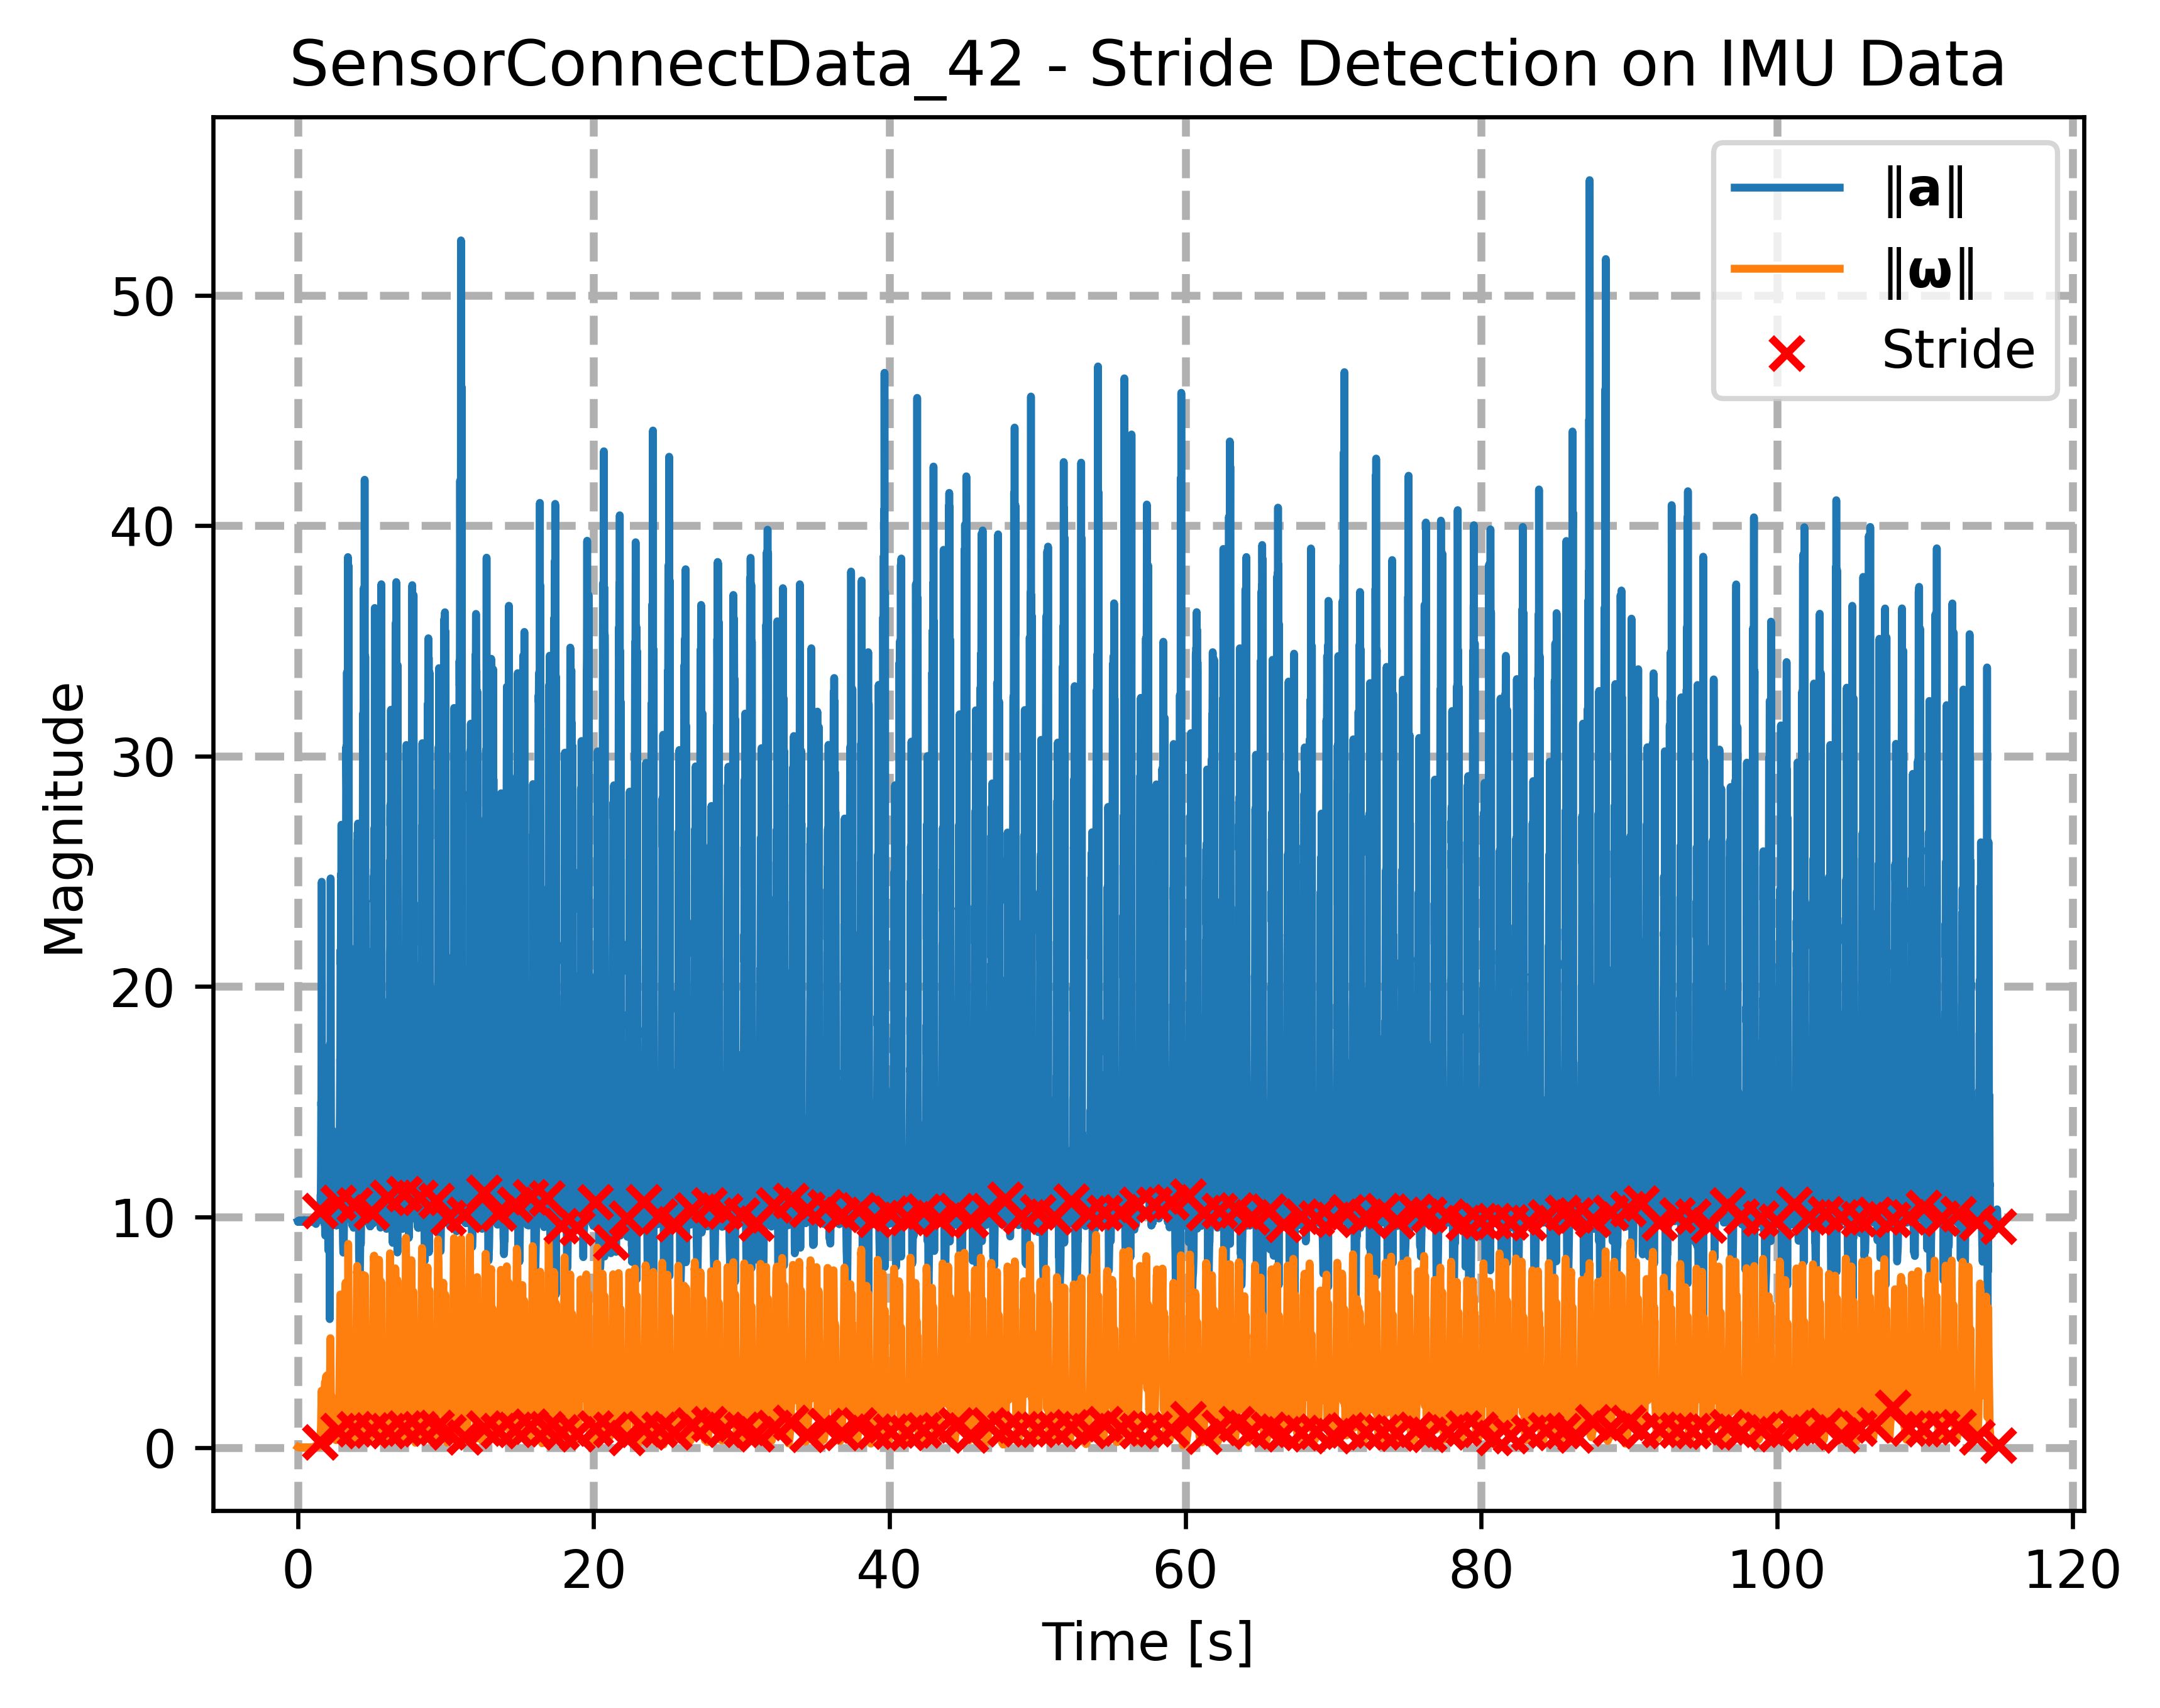 SensorConnectData_42 - Stride Detection on IMU Data
‖a‖
‖ω‖
Stride
Magnitude
50
40
30
20
10
0
0 20 40 60 80 100 120
Time [s]